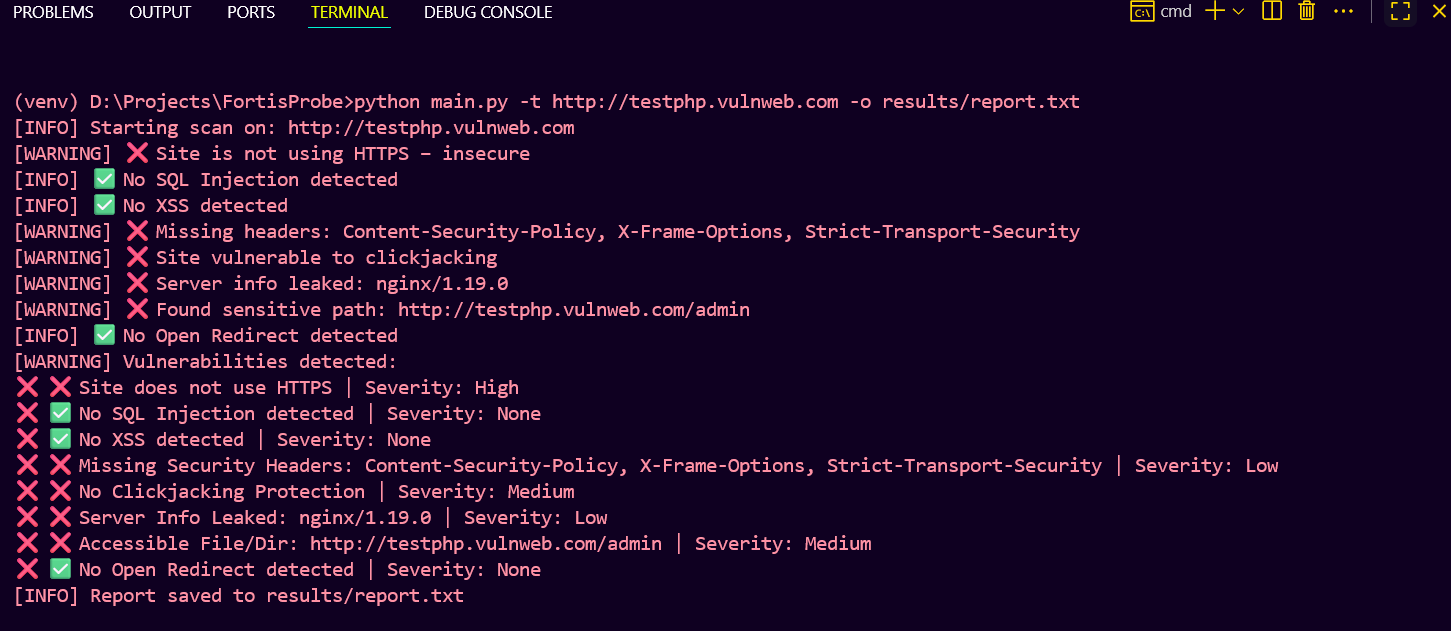 PROBLEMS OUTPUT PORTS TERMINAL DEBUG CONSOLE cmd
(venv) D:\Projects\FortisProbe>python main.py -t http://testphp.vulnweb.com -o results/report.txt
[INFO] Starting scan on: http://testphp.vulnweb.com
[WARNING] ❌ Site is not using HTTPS – insecure
[INFO] ✅ No SQL Injection detected
[INFO] ✅ No XSS detected
[WARNING] ❌ Missing headers: Content-Security-Policy, X-Frame-Options, Strict-Transport-Security
[WARNING] ❌ Site vulnerable to clickjacking
[WARNING] ❌ Server info leaked: nginx/1.19.0
[WARNING] ❌ Found sensitive path: http://testphp.vulnweb.com/admin
[INFO] ✅ No Open Redirect detected
[WARNING] Vulnerabilities detected:
❌ ❌ Site does not use HTTPS | Severity: High
❌ ✅ No SQL Injection detected | Severity: None
❌ ✅ No XSS detected | Severity: None
❌ ❌ Missing Security Headers: Content-Security-Policy, X-Frame-Options, Strict-Transport-Security | Severity: Low
❌ ❌ No Clickjacking Protection | Severity: Medium
❌ ❌ Server Info Leaked: nginx/1.19.0 | Severity: Low
❌ ❌ Accessible File/Dir: http://testphp.vulnweb.com/admin | Severity: Medium
❌ ✅ No Open Redirect detected | Severity: None
[INFO] Report saved to results/report.txt